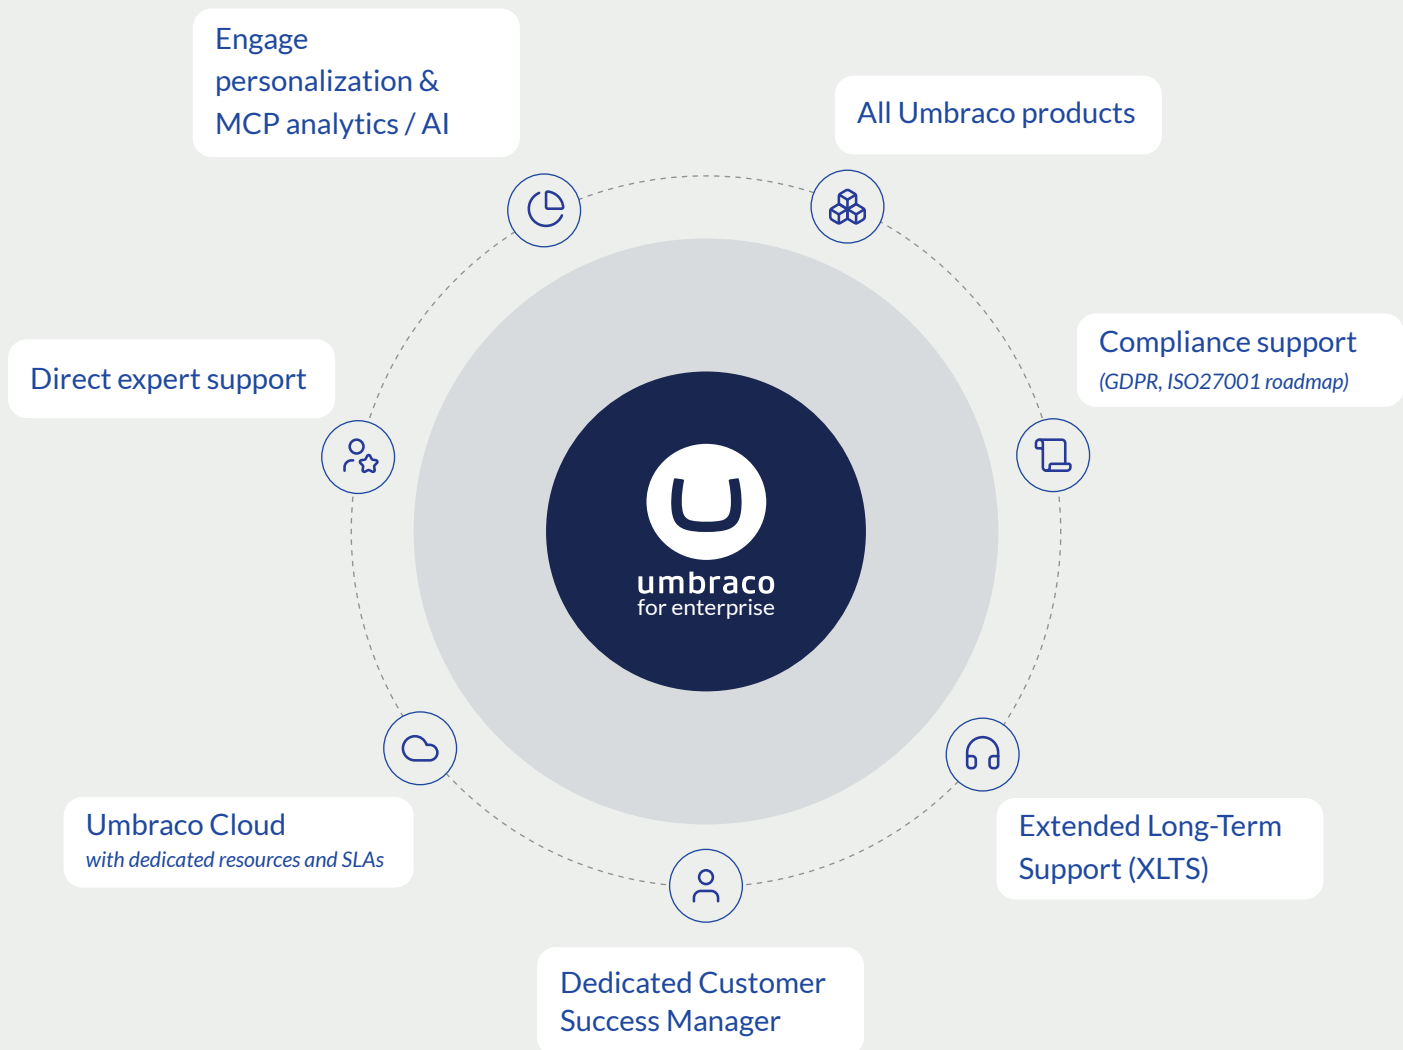 Engage
personalization &
MCP analytics / AI
All Umbraco products
Direct expert support
Compliance support
(GDPR, ISO27001 roadmap)
umbraco
for enterprise
Umbraco Cloud
with dedicated resources and SLAs
Extended Long-Term
Support (XLTS)
Dedicated Customer
Success Manager